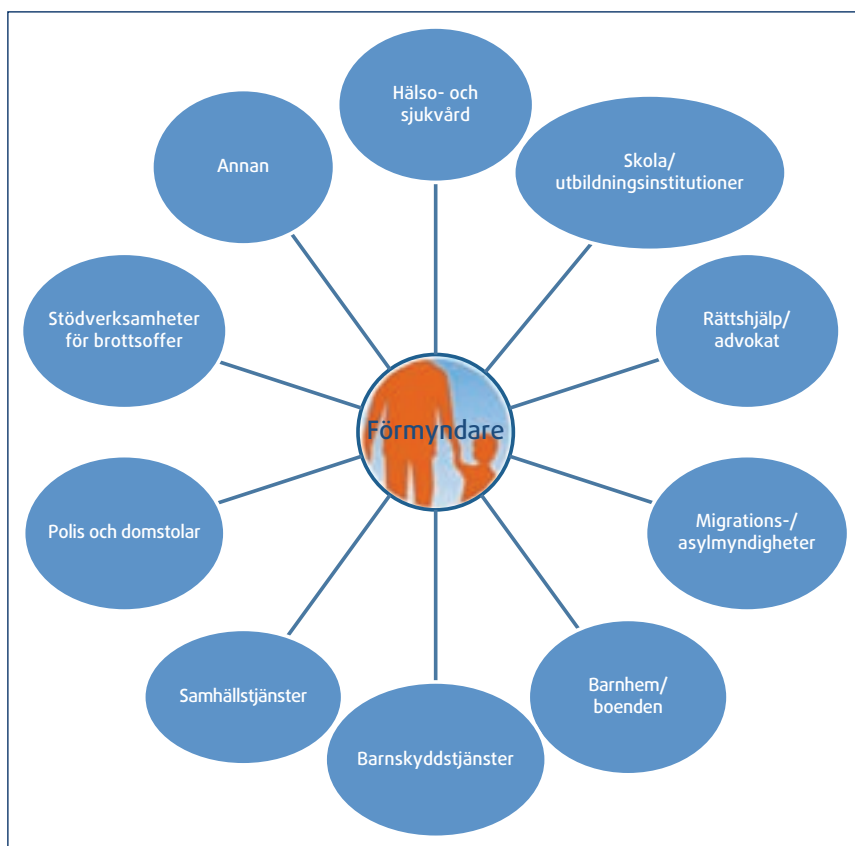 Hälso- och
sjukvård
Skola/
utbildningsinstitutioner
Rättshjälp/
advokat
Migrations-/
asylmyndigheter
Barnhem/
boenden
Barnskyddstjänster
Samhällstjänster
Polis och domstolar
Stödverksamheter
för brottsoffer
Annan
Förmyndare